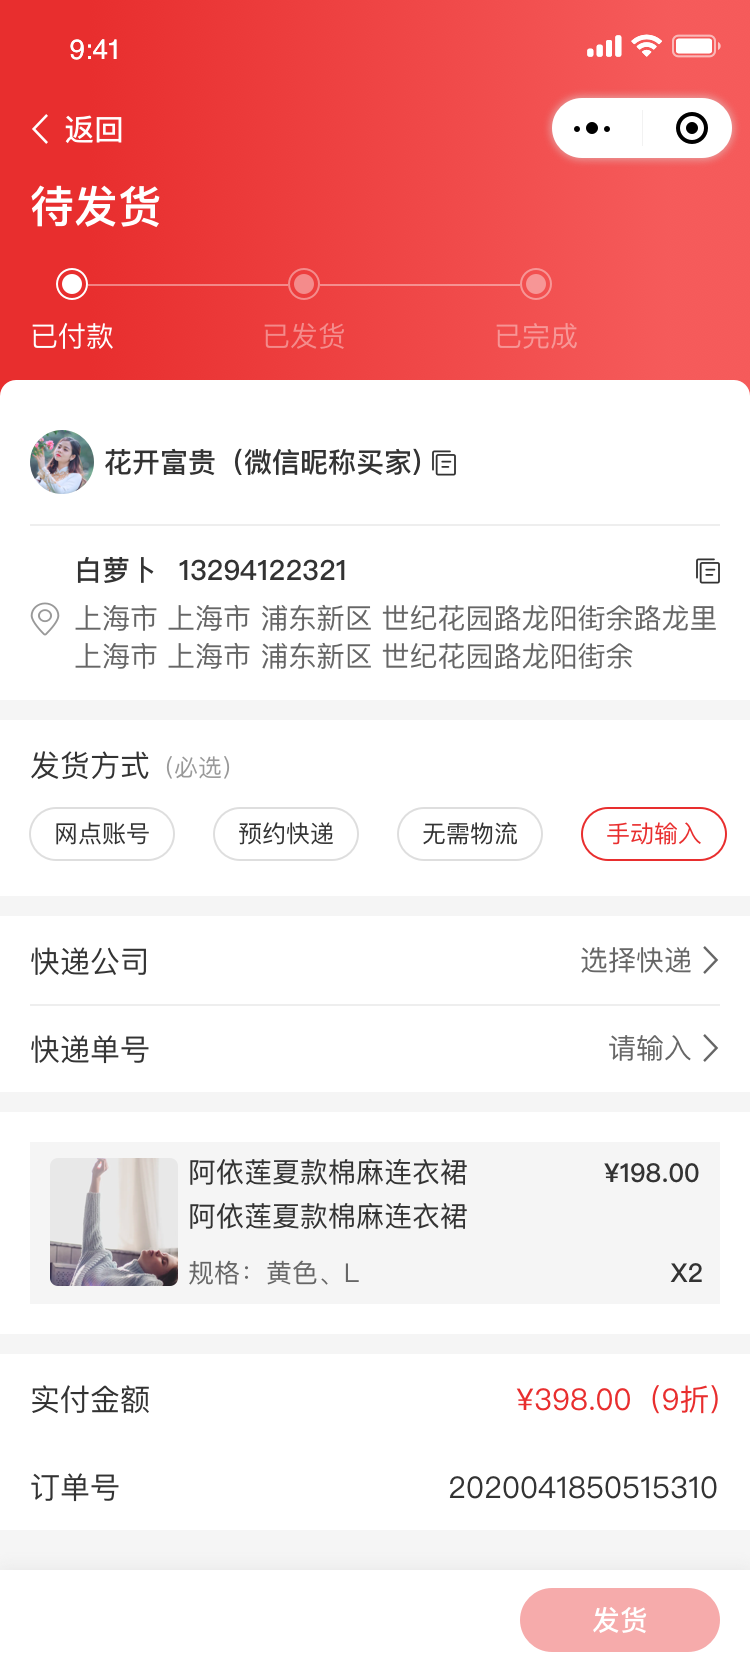 9:41
返回
待发货
已付款 已发货 已完成
花开富贵（微信昵称买家)
白萝卜 13294122321
上海市 上海市 浦东新区 世纪花园路龙阳街余路龙里
上海市 上海市 浦东新区 世纪花园路龙阳街余
发货方式（必选）
网点账号 预约快递 无需物流 手动输入
快递公司 选择快递
快递单号 请输入
阿依莲夏款棉麻连衣裙 ¥198.00
阿依莲夏款棉麻连衣裙
规格：黄色、L X2
实付金额 ¥398.00（9折）
订单号 2020041850515310
发货